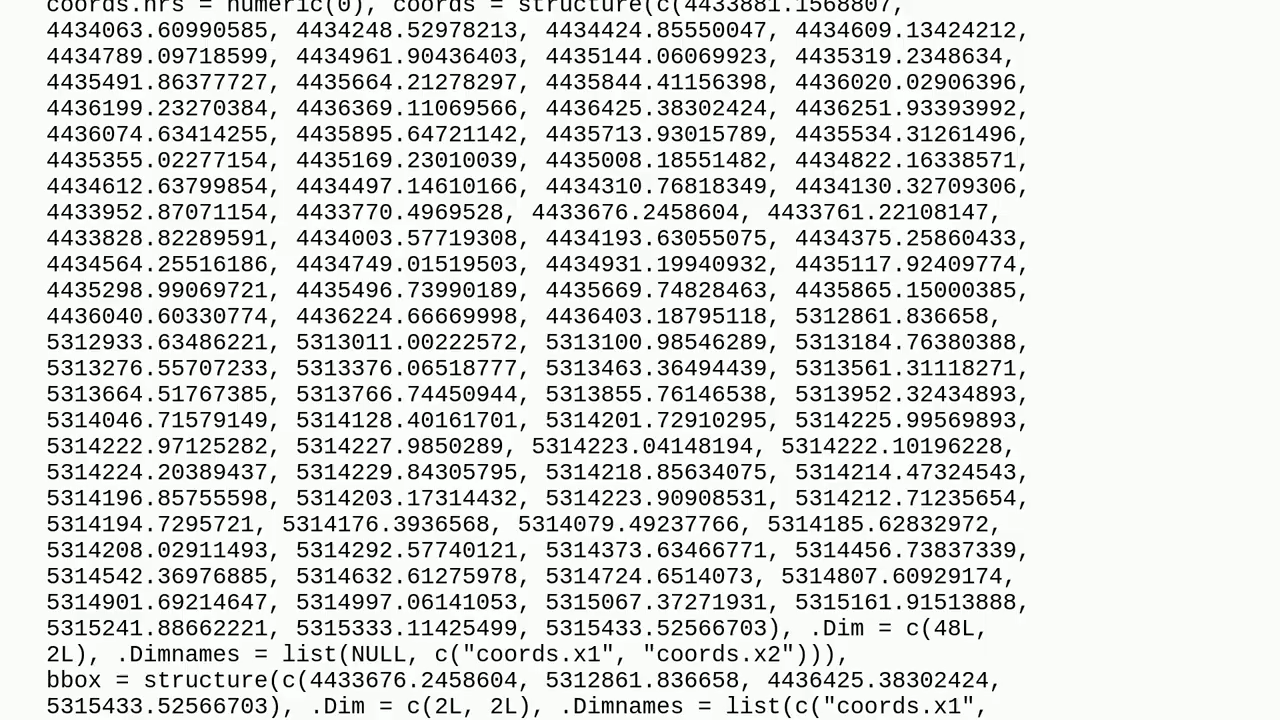 coords.nrs = numeric(0), coords = structure(c(4433881.1568807,
4434063.60990585, 4434248.52978213, 4434424.85550047, 4434609.13424212,
4434789.09718599, 4434961.90436403, 4435144.06069923, 4435319.2348634,
4435491.86377727, 4435664.21278297, 4435844.41156398, 4436020.02906396,
4436199.23270384, 4436369.11069566, 4436425.38302424, 4436251.93393992,
4436074.63414255, 4435895.64721142, 4435713.93015789, 4435534.31261496,
4435355.02277154, 4435169.23010039, 4435008.18551482, 4434822.16338571,
4434612.63799854, 4434497.14610166, 4434310.76818349, 4434130.32709306,
4433952.87071154, 4433770.4969528, 4433676.2458604, 4433761.22108147,
4433828.82289591, 4434003.57719308, 4434193.63055075, 4434375.25860433,
4434564.25516186, 4434749.01519503, 4434931.19940932, 4435117.92409774,
4435298.99069721, 4435496.73990189, 4435669.74828463, 4435865.15000385,
4436040.60330774, 4436224.66669998, 4436403.18795118, 5312861.836658,
5312933.63486221, 5313011.00222572, 5313100.98546289, 5313184.76380388,
5313276.55707233, 5313376.06518777, 5313463.36494439, 5313561.31118271,
5313664.51767385, 5313766.74450944, 5313855.76146538, 5313952.32434893,
5314046.71579149, 5314128.40161701, 5314201.72910295, 5314225.99569893,
5314222.97125282, 5314227.9850289, 5314223.04148194, 5314222.10196228,
5314224.20389437, 5314229.84305795, 5314218.85634075, 5314214.47324543,
5314196.85755598, 5314203.17314432, 5314223.90908531, 5314212.71235654,
5314194.7295721, 5314176.3936568, 5314079.49237766, 5314185.62832972,
5314208.02911493, 5314292.57740121, 5314373.63466771, 5314456.73837339,
5314542.36976885, 5314632.61275978, 5314724.6514073, 5314807.60929174,
5314901.69214647, 5314997.06141053, 5315067.37271931, 5315161.91513888,
5315241.88662221, 5315333.11425499, 5315433.52566703), .Dim = c(48L,
2L), .Dimnames = list(NULL, c("coords.x1", "coords.x2"))),
bbox = structure(c(4433676.2458604, 5312861.836658, 4436425.38302424,
5315433.52566703), .Dim = c(2L, 2L), .Dimnames = list(c("coords.x1",